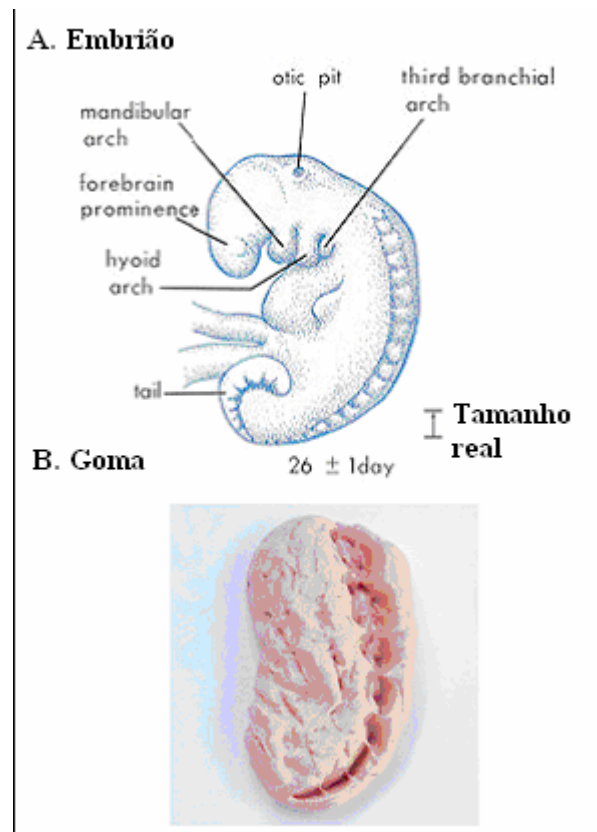 A. Embrião
otic pit
third branchial
arch
mandibular
arch
forebrain
prominence
hyoid
arch
tail
Tamanho
real
B. Goma
26 ± 1day